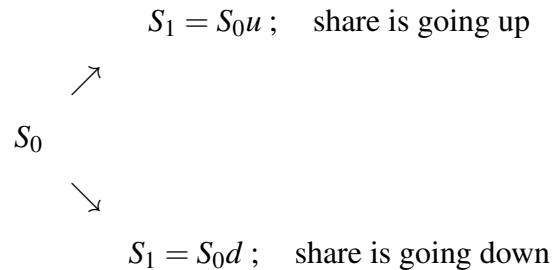 S₁ = S₀u ; share is going up
↗
S₀
↘
S₁ = S₀d ; share is going down